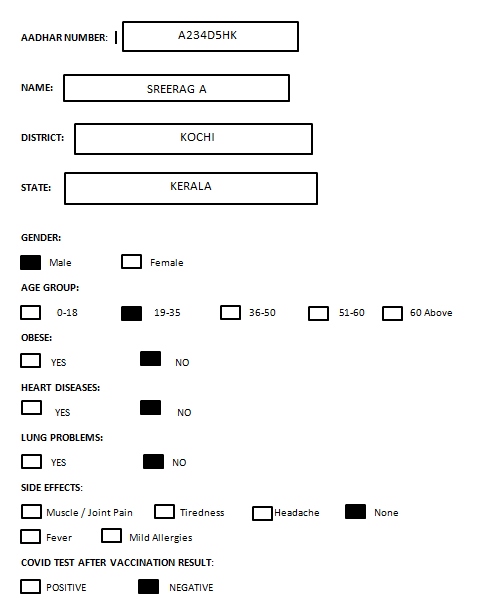 AADHAR NUMBER: A234D5HK
NAME: SREERAG A
DISTRICT: KOCHI
STATE: KERALA
GENDER:
Male Female
AGE GROUP:
0-18 19-35 36-50 51-60 60 Above
OBESE:
YES NO
HEART DISEASES:
YES NO
LUNG PROBLEMS:
YES NO
SIDE EFFECTS:
Muscle / Joint Pain Tiredness Headache None
Fever Mild Allergies
COVID TEST AFTER VACCINATION RESULT:
POSITIVE NEGATIVE